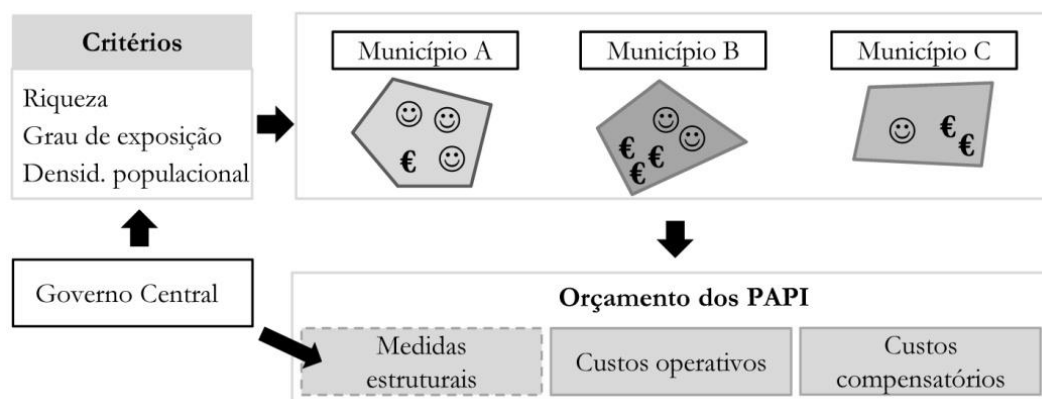 Critérios
Riqueza
Grau de exposição
Densid. populacional
Governo Central
Município A
€
Município B
€
€
€
€
Município C
€
€
Orçamento dos PAPI
Medidas
estruturais
Custos operativos
Custos
compensatórios